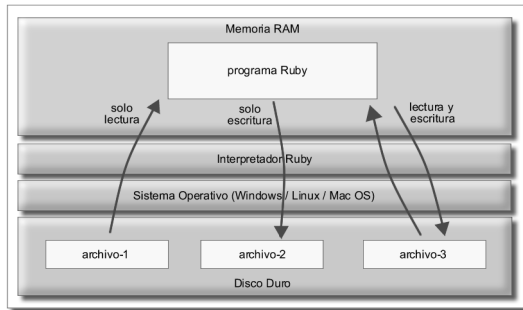 Memoria RAM
programa Ruby
solo
lectura
solo
escritura
lectura y
escritura
Interpretador Ruby
Sistema Operativo (Windows / Linux / Mac OS)
archivo-1
archivo-2
archivo-3
Disco Duro